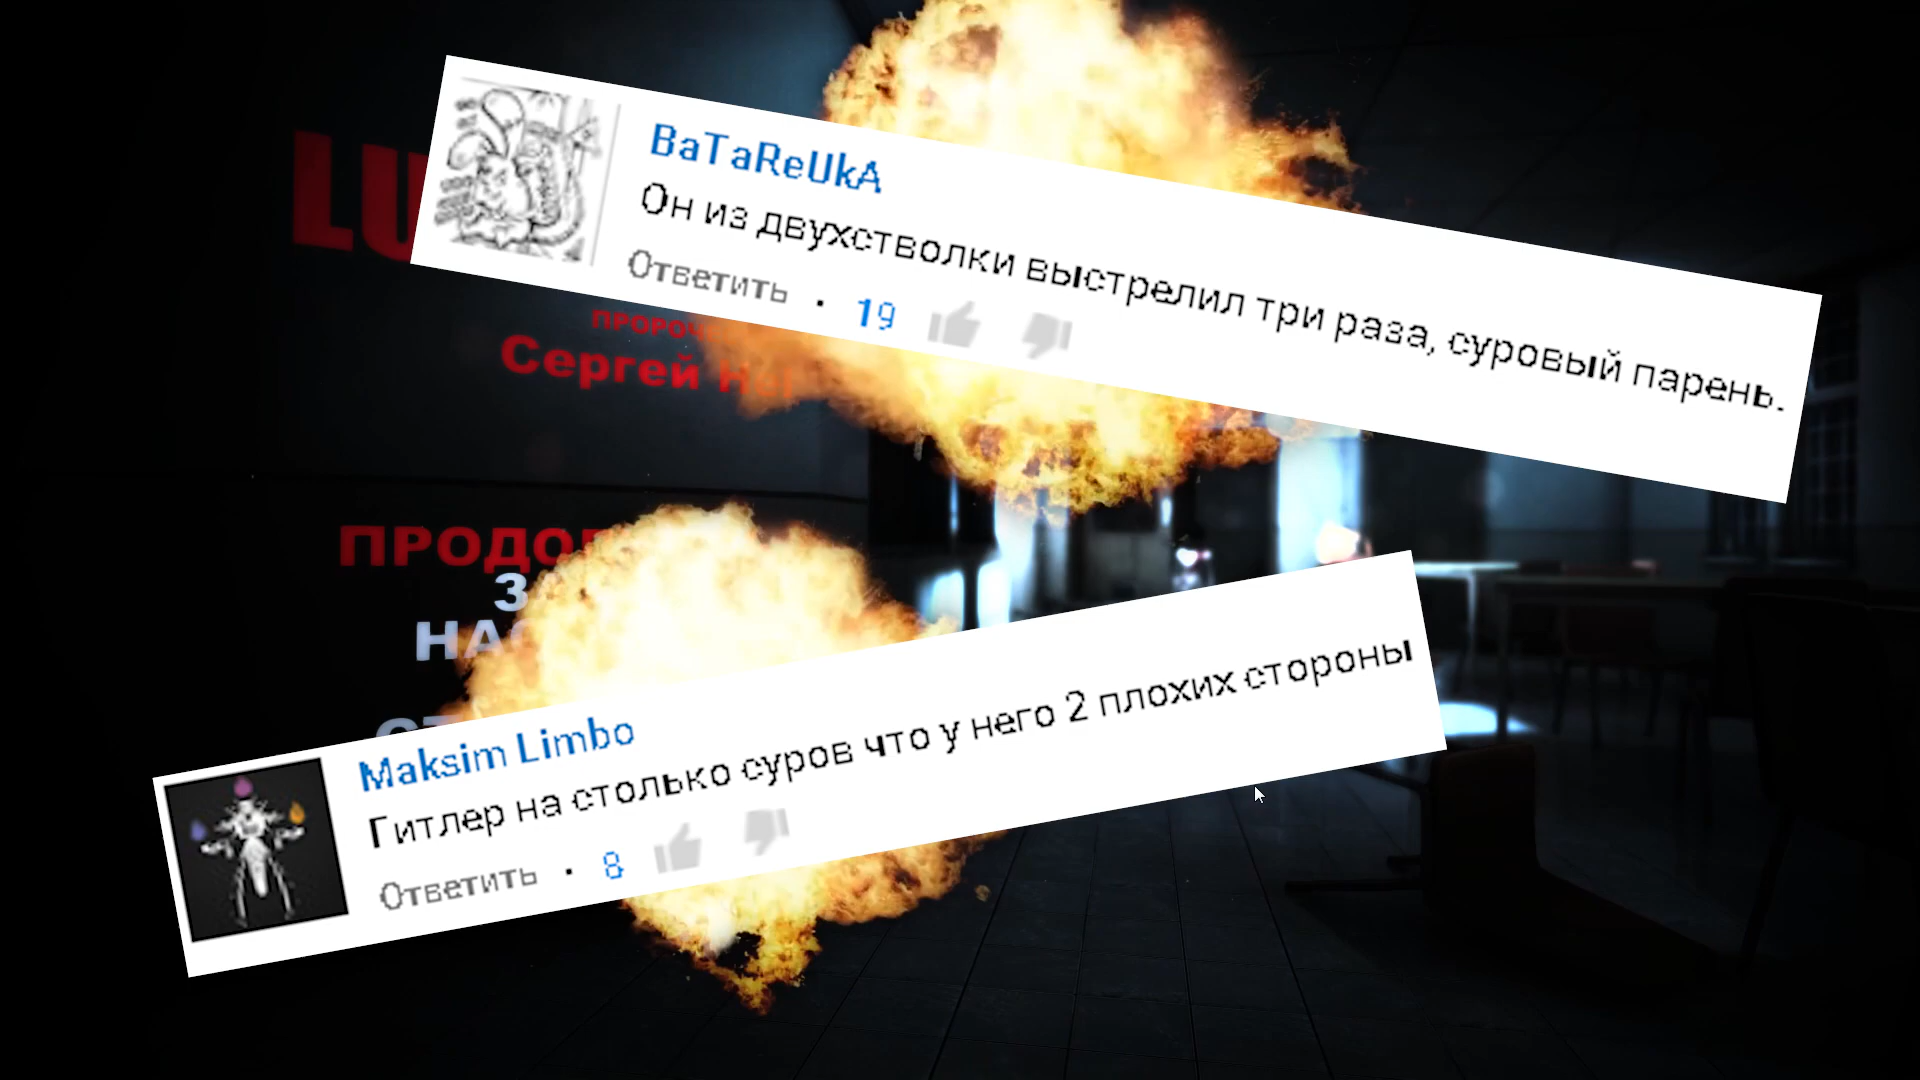 LU
BaTaReUkA
Он из двухстволки выстрелил три раза, суровый парень.
Ответить · 19
Сергей
Maksim Limbo
Гитлер на столько суров что у него 2 плохих стороны
Ответить · 8